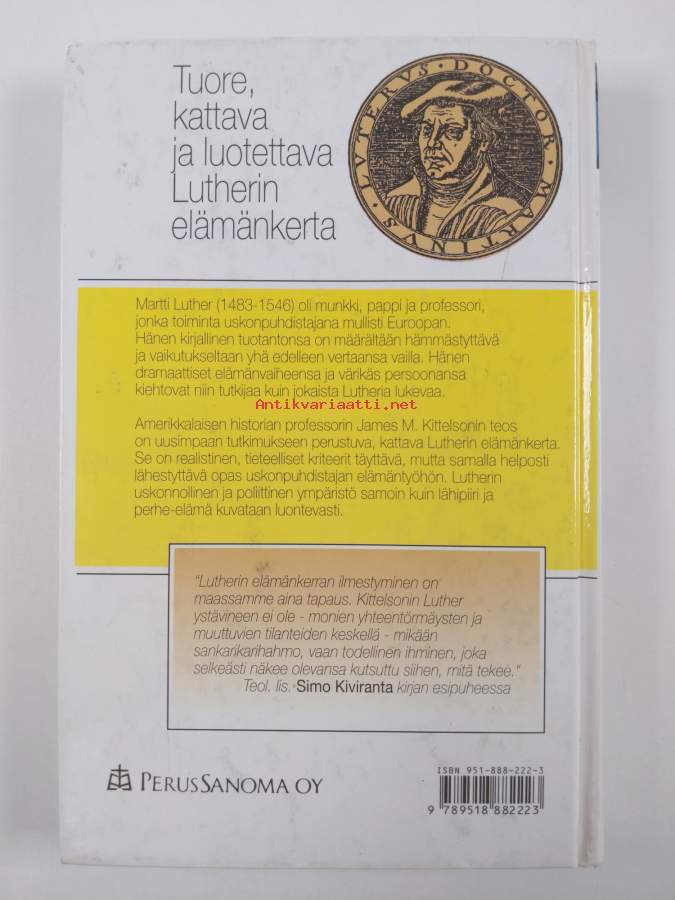 Tuore,
kattava
ja luotettava
Lutherin
elämänkerta
LUTERUS · DOCTOR · MARTINUS ·
Martti Luther (1483-1546) oli munkki, pappi ja professori,
jonka toiminta uskonpuhdistajana mullisti Euroopan.
Hänen kirjallinen tuotantonsa on määrältään hämmästyttävä
ja vaikutukseltaan yhä edelleen vertaansa vailla. Hänen
dramaattiset elämänvaiheensa ja värikäs persoonansa
kiehtovat niin tutkijaa kuin jokaista Lutheria lukevaa.
Antikvariaatti.net
Amerikkalaisen historian professorin James M. Kittelsonin teos
on uusimpaan tutkimukseen perustuva, kattava Lutherin elämänkerta.
Se on realistinen, tieteelliset kriteerit täyttävä, mutta samalla helposti
lähestyttävä opas uskonpuhdistajan elämäntyöhön. Lutherin
uskonnollinen ja poliittinen ympäristö samoin kuin lähipiiri ja
perhe-elämä kuvataan luontevasti.
"Lutherin elämänkerran ilmestyminen on
maassamme aina tapaus. Kittelsonin Luther
ystävineen ei ole - monien yhteentörmäysten ja
muuttuvien tilanteiden keskellä - mikään
sankarikarihahmo, vaan todellinen ihminen, joka
selkeästi näkee olevansa kutsuttu siihen, mitä tekee."
Teol. lis. Simo Kiviranta kirjan esipuheessa
PERUSSANOMA OY
ISBN 951-888-222-3
9 789518 882223